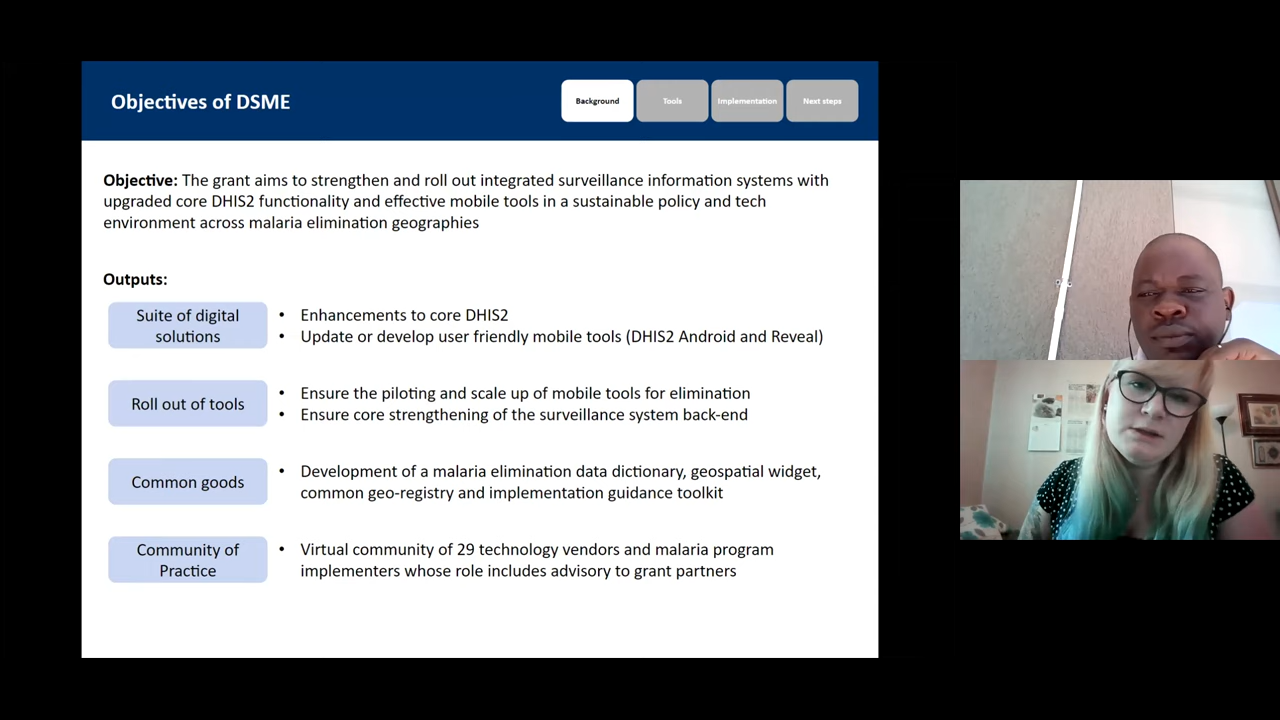 Objectives of DSME
Background
Tools
Implementation
Next steps
Objective: The grant aims to strengthen and roll out integrated surveillance information systems with
upgraded core DHIS2 functionality and effective mobile tools in a sustainable policy and tech
environment across malaria elimination geographies
Outputs:
Suite of digital
solutions
• Enhancements to core DHIS2
• Update or develop user friendly mobile tools (DHIS2 Android and Reveal)
Roll out of tools
• Ensure the piloting and scale up of mobile tools for elimination
• Ensure core strengthening of the surveillance system back-end
Common goods
• Development of a malaria elimination data dictionary, geospatial widget,
common geo-registry and implementation guidance toolkit
Community of
Practice
• Virtual community of 29 technology vendors and malaria program
implementers whose role includes advisory to grant partners